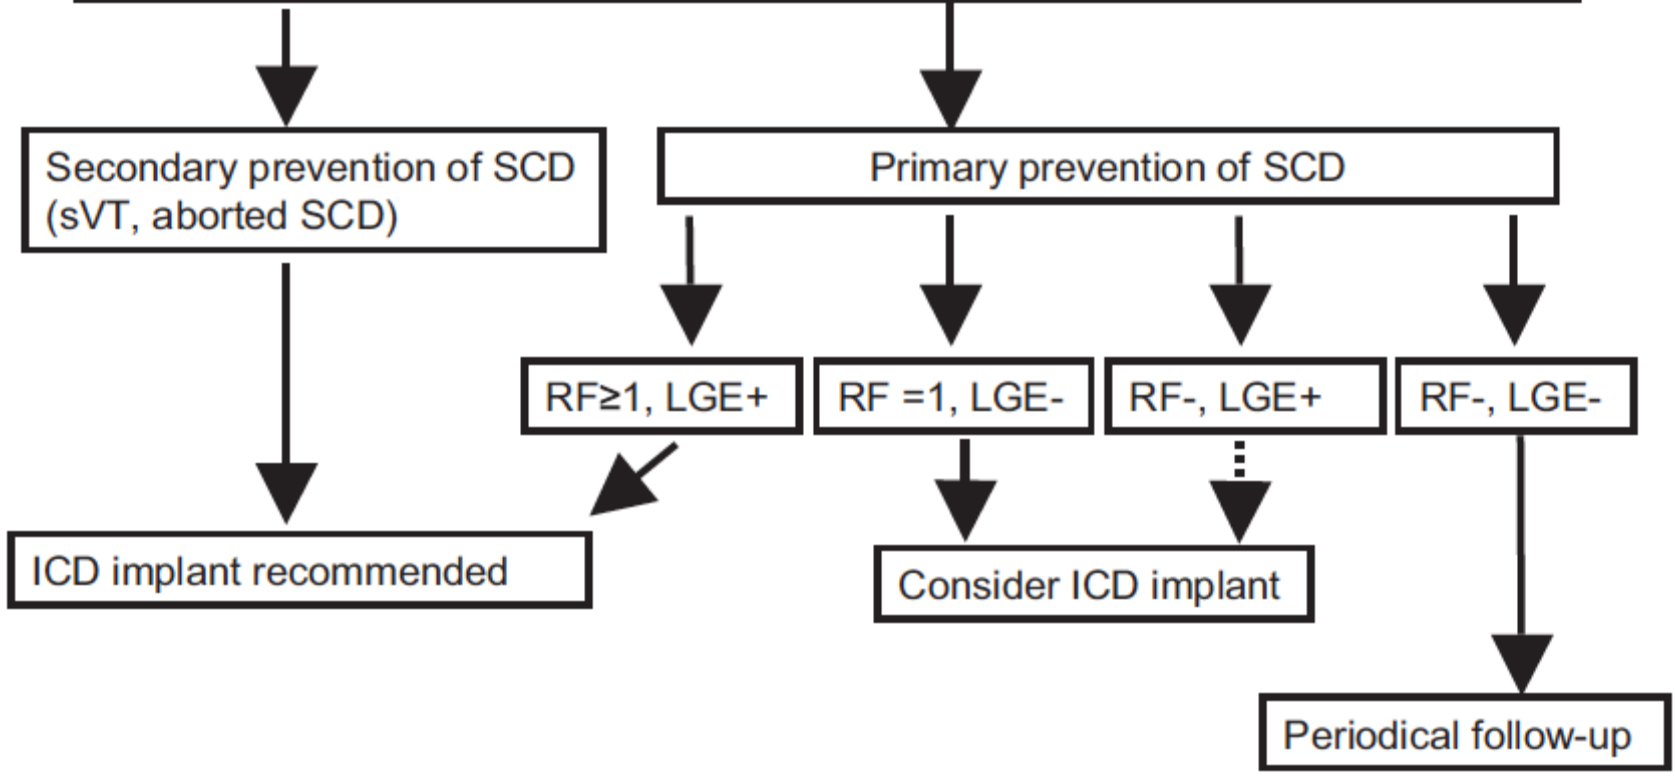 Secondary prevention of SCD
(sVT, aborted SCD)
Primary prevention of SCD
RF≥1, LGE+
RF =1, LGE-
RF-, LGE+
RF-, LGE-
ICD implant recommended
Consider ICD implant
Periodical follow-up